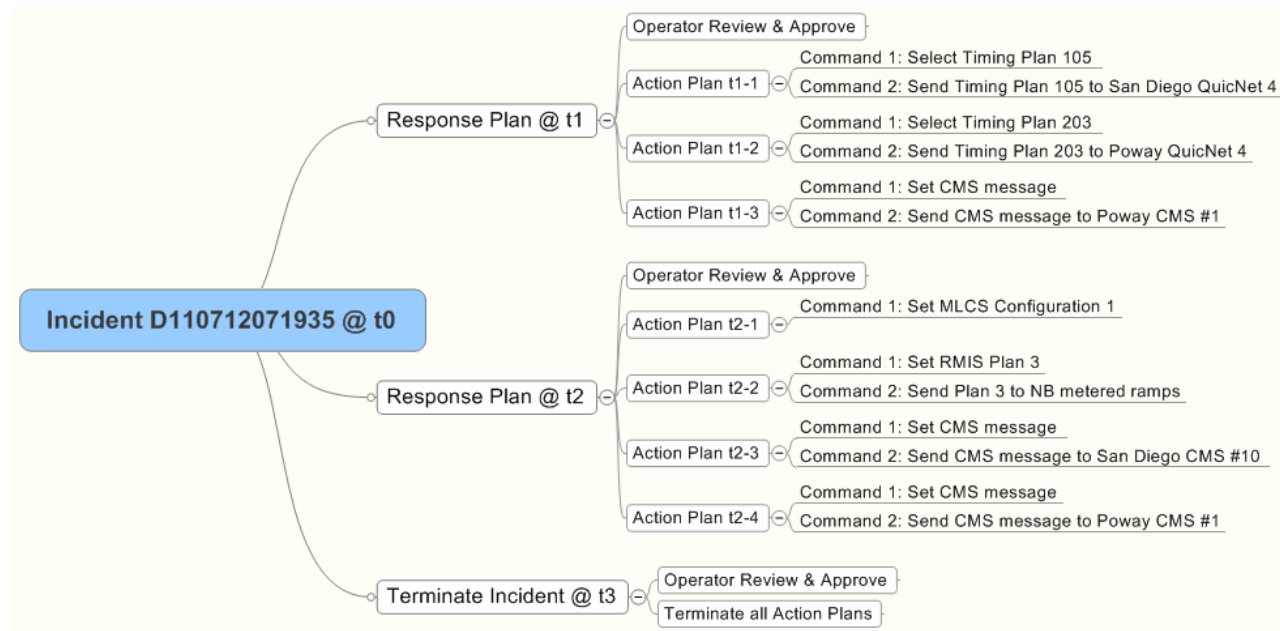 Incident D110712071935 @ t0
Response Plan @ t1
Operator Review & Approve
Action Plan t1-1
Command 1: Select Timing Plan 105
Command 2: Send Timing Plan 105 to San Diego QuicNet 4
Action Plan t1-2
Command 1: Select Timing Plan 203
Command 2: Send Timing Plan 203 to Poway QuicNet 4
Action Plan t1-3
Command 1: Set CMS message
Command 2: Send CMS message to Poway CMS #1
Response Plan @ t2
Operator Review & Approve
Action Plan t2-1
Command 1: Set MLCS Configuration 1
Action Plan t2-2
Command 1: Set RMIS Plan 3
Command 2: Send Plan 3 to NB metered ramps
Action Plan t2-3
Command 1: Set CMS message
Command 2: Send CMS message to San Diego CMS #10
Action Plan t2-4
Command 1: Set CMS message
Command 2: Send CMS message to Poway CMS #1
Terminate Incident @ t3
Operator Review & Approve
Terminate all Action Plans